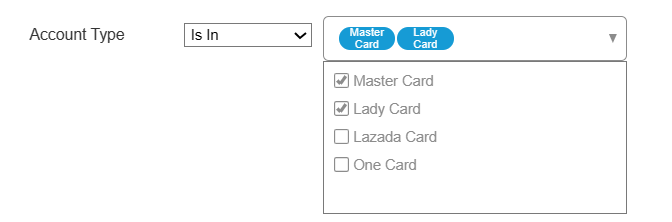 Account Type
Is In
Master
Card
Lady
Card
Master Card
Lady Card
Lazada Card
One Card